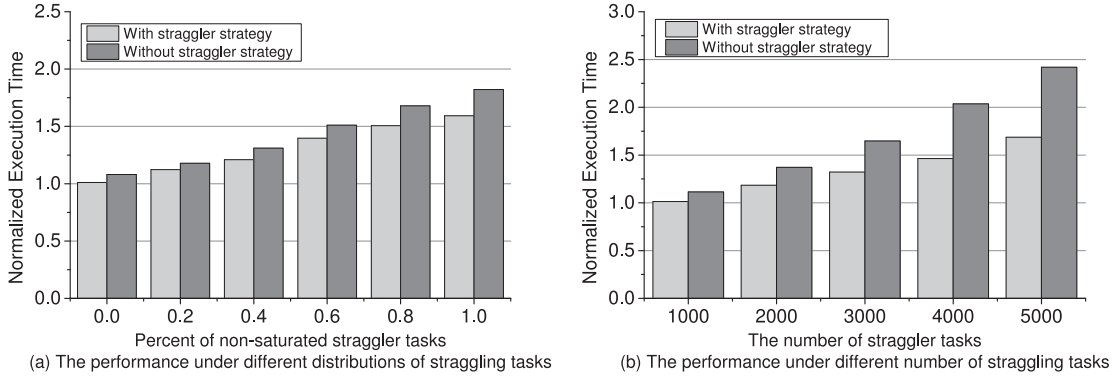 2.5
2.0
1.5
1.0
0.5
0.0
Normalized Execution Time
With straggler strategy
Without straggler strategy
0.0 0.2 0.4 0.6 0.8 1.0
Percent of non-saturated straggler tasks
(a) The performance under different distributions of straggling tasks
3.0
2.5
2.0
1.5
1.0
0.5
0.0
Normalized Execution Time
With straggler strategy
Without straggler strategy
1000 2000 3000 4000 5000
The number of straggler tasks
(b) The performance under different number of straggling tasks